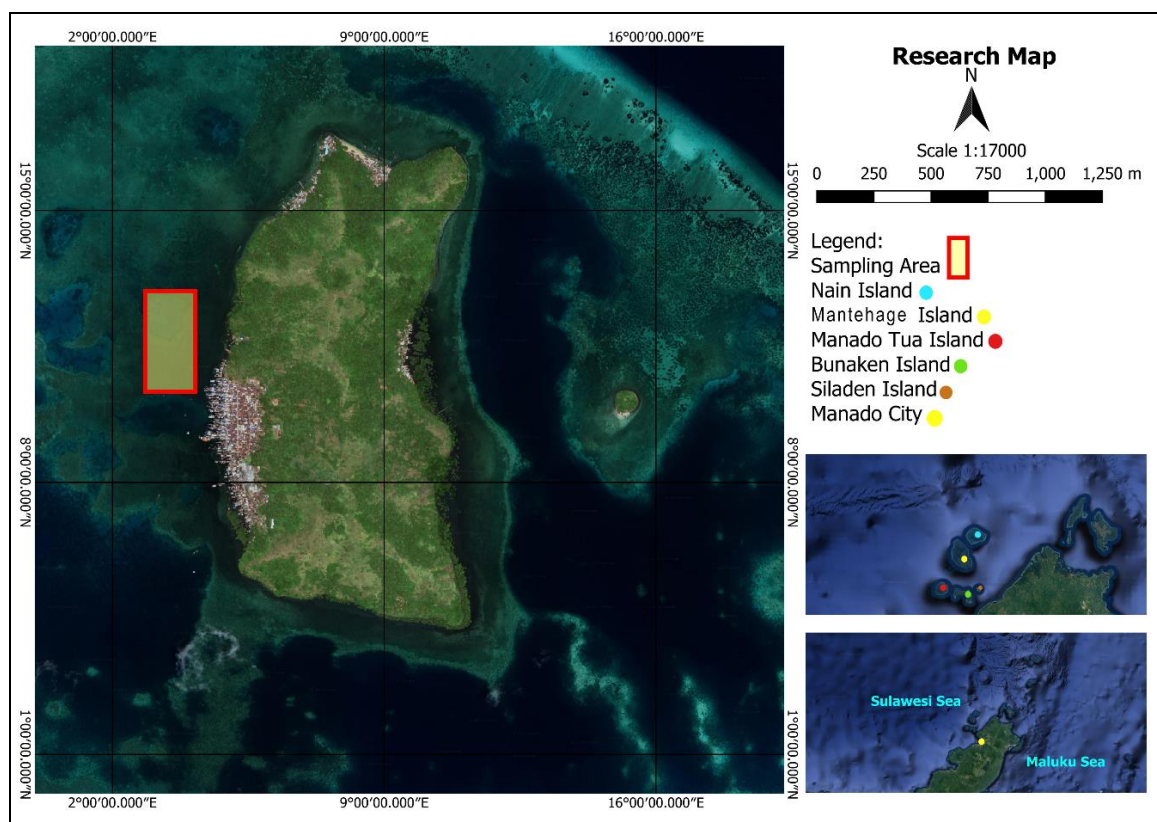 2°00′00.000″E 9°00′00.000″E 16°00′00.000″E
15°00′00.000″N
15°00′00.000″N
8°00′00.000″N
8°00′00.000″N
1°00′00.000″N
1°00′00.000″N
2°00′00.000″E 9°00′00.000″E 16°00′00.000″E
Research Map
N
Scale 1:17000
0 250 500 750 1,000 1,250 m
Legend:
Sampling Area
Nain Island
Mantehage Island
Manado Tua Island
Bunaken Island
Siladen Island
Manado City
Sulawesi Sea
Maluku Sea